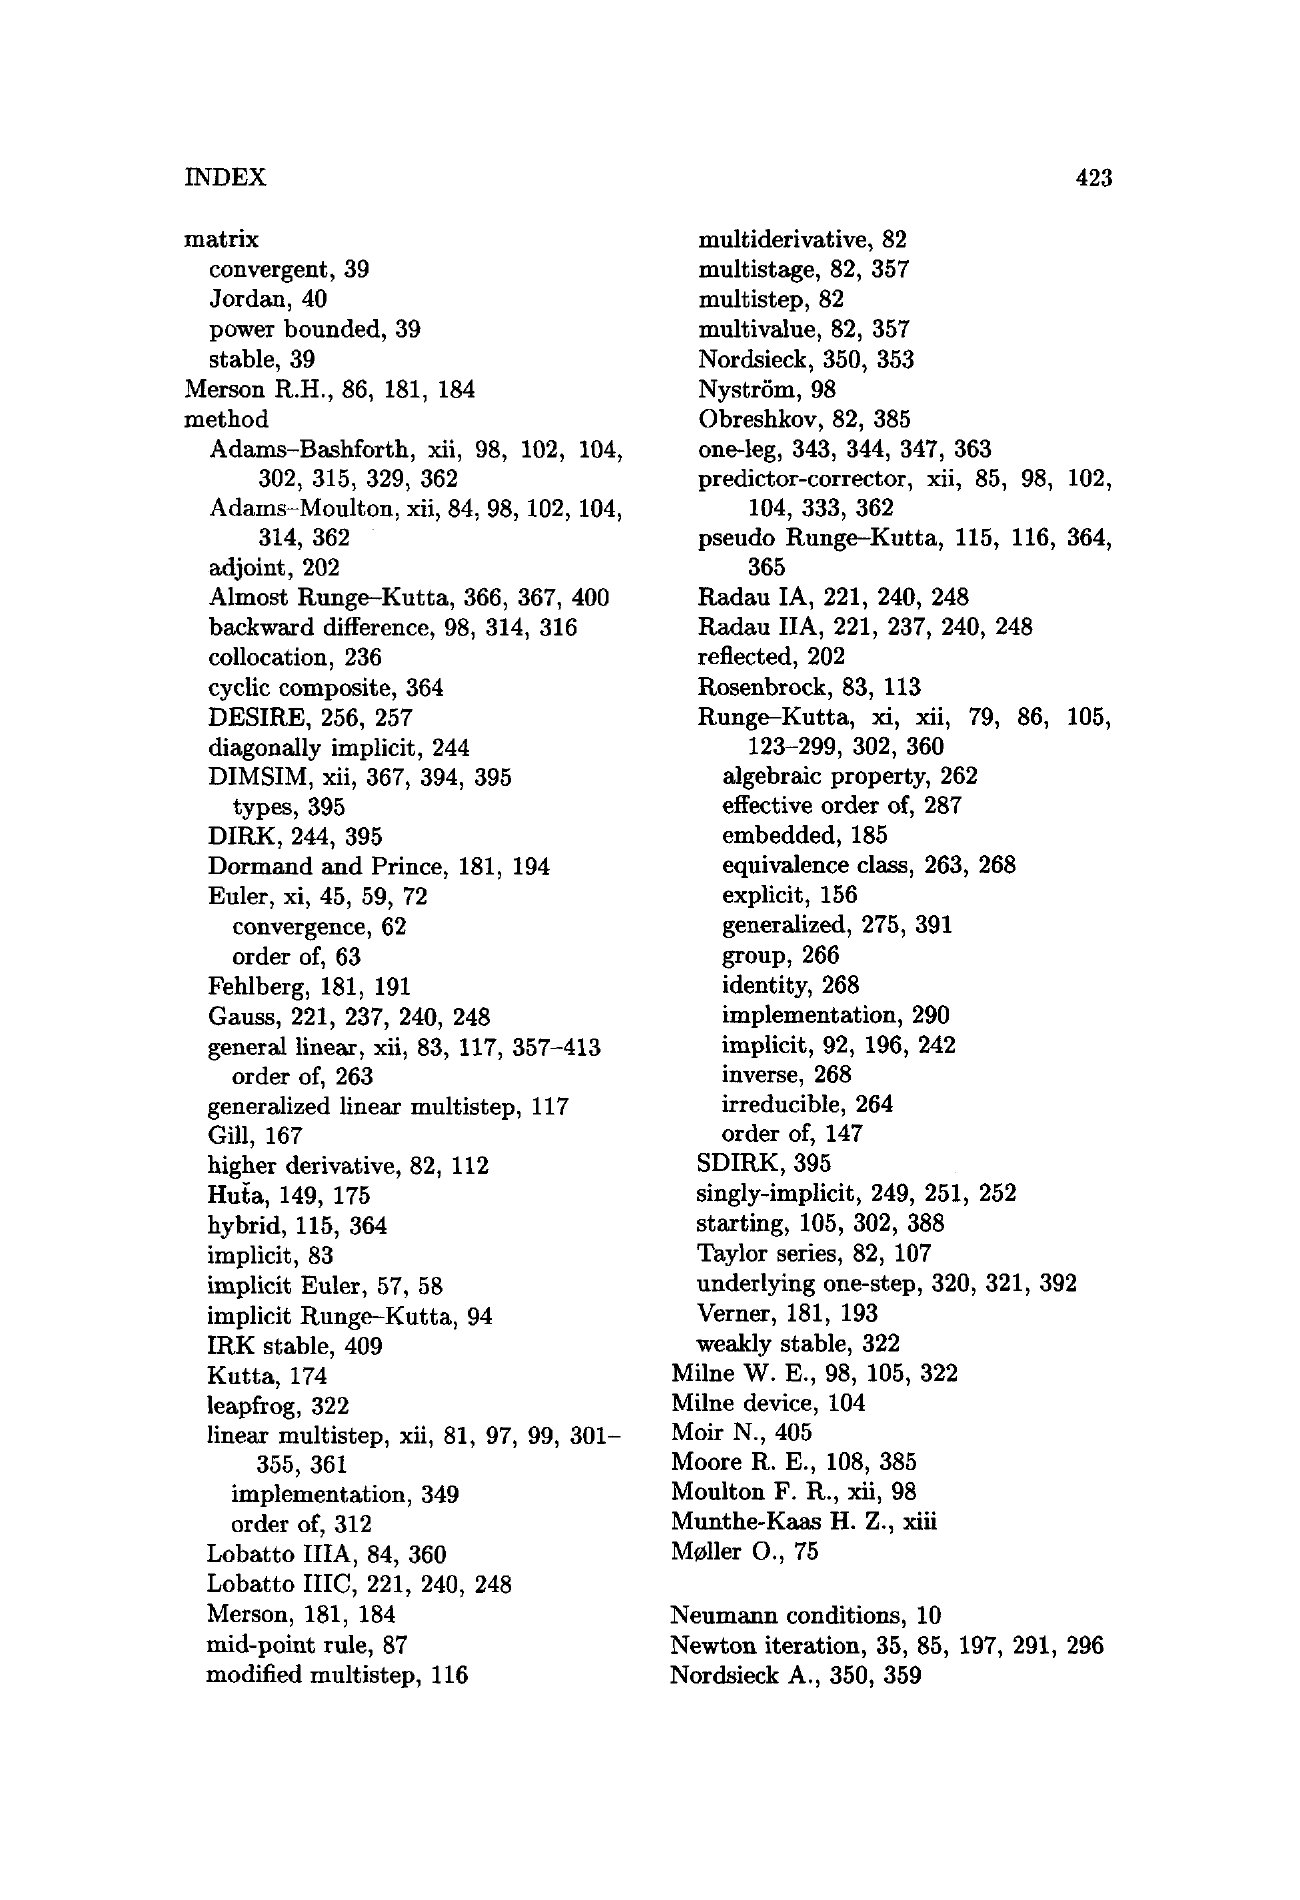 INDEX 423
matrix
convergent, 39
Jordan, 40
power bounded, 39
stable, 39
Merson R.H., 86, 181, 184
method
Adams–Bashforth, xii, 98, 102, 104,
302, 315, 329, 362
Adams–Moulton, xii, 84, 98, 102, 104,
314, 362
adjoint, 202
Almost Runge–Kutta, 366, 367, 400
backward difference, 98, 314, 316
collocation, 236
cyclic composite, 364
DESIRE, 256, 257
diagonally implicit, 244
DIMSIM, xii, 367, 394, 395
types, 395
DIRK, 244, 395
Dormand and Prince, 181, 194
Euler, xi, 45, 59, 72
convergence, 62
order of, 63
Fehlberg, 181, 191
Gauss, 221, 237, 240, 248
general linear, xii, 83, 117, 357–413
order of, 263
generalized linear multistep, 117
Gill, 167
higher derivative, 82, 112
Huťa, 149, 175
hybrid, 115, 364
implicit, 83
implicit Euler, 57, 58
implicit Runge–Kutta, 94
IRK stable, 409
Kutta, 174
leapfrog, 322
linear multistep, xii, 81, 97, 99, 301–
355, 361
implementation, 349
order of, 312
Lobatto IIIA, 84, 360
Lobatto IIIC, 221, 240, 248
Merson, 181, 184
mid-point rule, 87
modified multistep, 116
multiderivative, 82
multistage, 82, 357
multistep, 82
multivalue, 82, 357
Nordsieck, 350, 353
Nyström, 98
Obreshkov, 82, 385
one-leg, 343, 344, 347, 363
predictor-corrector, xii, 85, 98, 102,
104, 333, 362
pseudo Runge–Kutta, 115, 116, 364,
365
Radau IA, 221, 240, 248
Radau IIA, 221, 237, 240, 248
reflected, 202
Rosenbrock, 83, 113
Runge–Kutta, xi, xii, 79, 86, 105,
123–299, 302, 360
algebraic property, 262
effective order of, 287
embedded, 185
equivalence class, 263, 268
explicit, 156
generalized, 275, 391
group, 266
identity, 268
implementation, 290
implicit, 92, 196, 242
inverse, 268
irreducible, 264
order of, 147
SDIRK, 395
singly-implicit, 249, 251, 252
starting, 105, 302, 388
Taylor series, 82, 107
underlying one-step, 320, 321, 392
Verner, 181, 193
weakly stable, 322
Milne W. E., 98, 105, 322
Milne device, 104
Moir N., 405
Moore R. E., 108, 385
Moulton F. R., xii, 98
Munthe-Kaas H. Z., xiii
Møller O., 75
Neumann conditions, 10
Newton iteration, 35, 85, 197, 291, 296
Nordsieck A., 350, 359